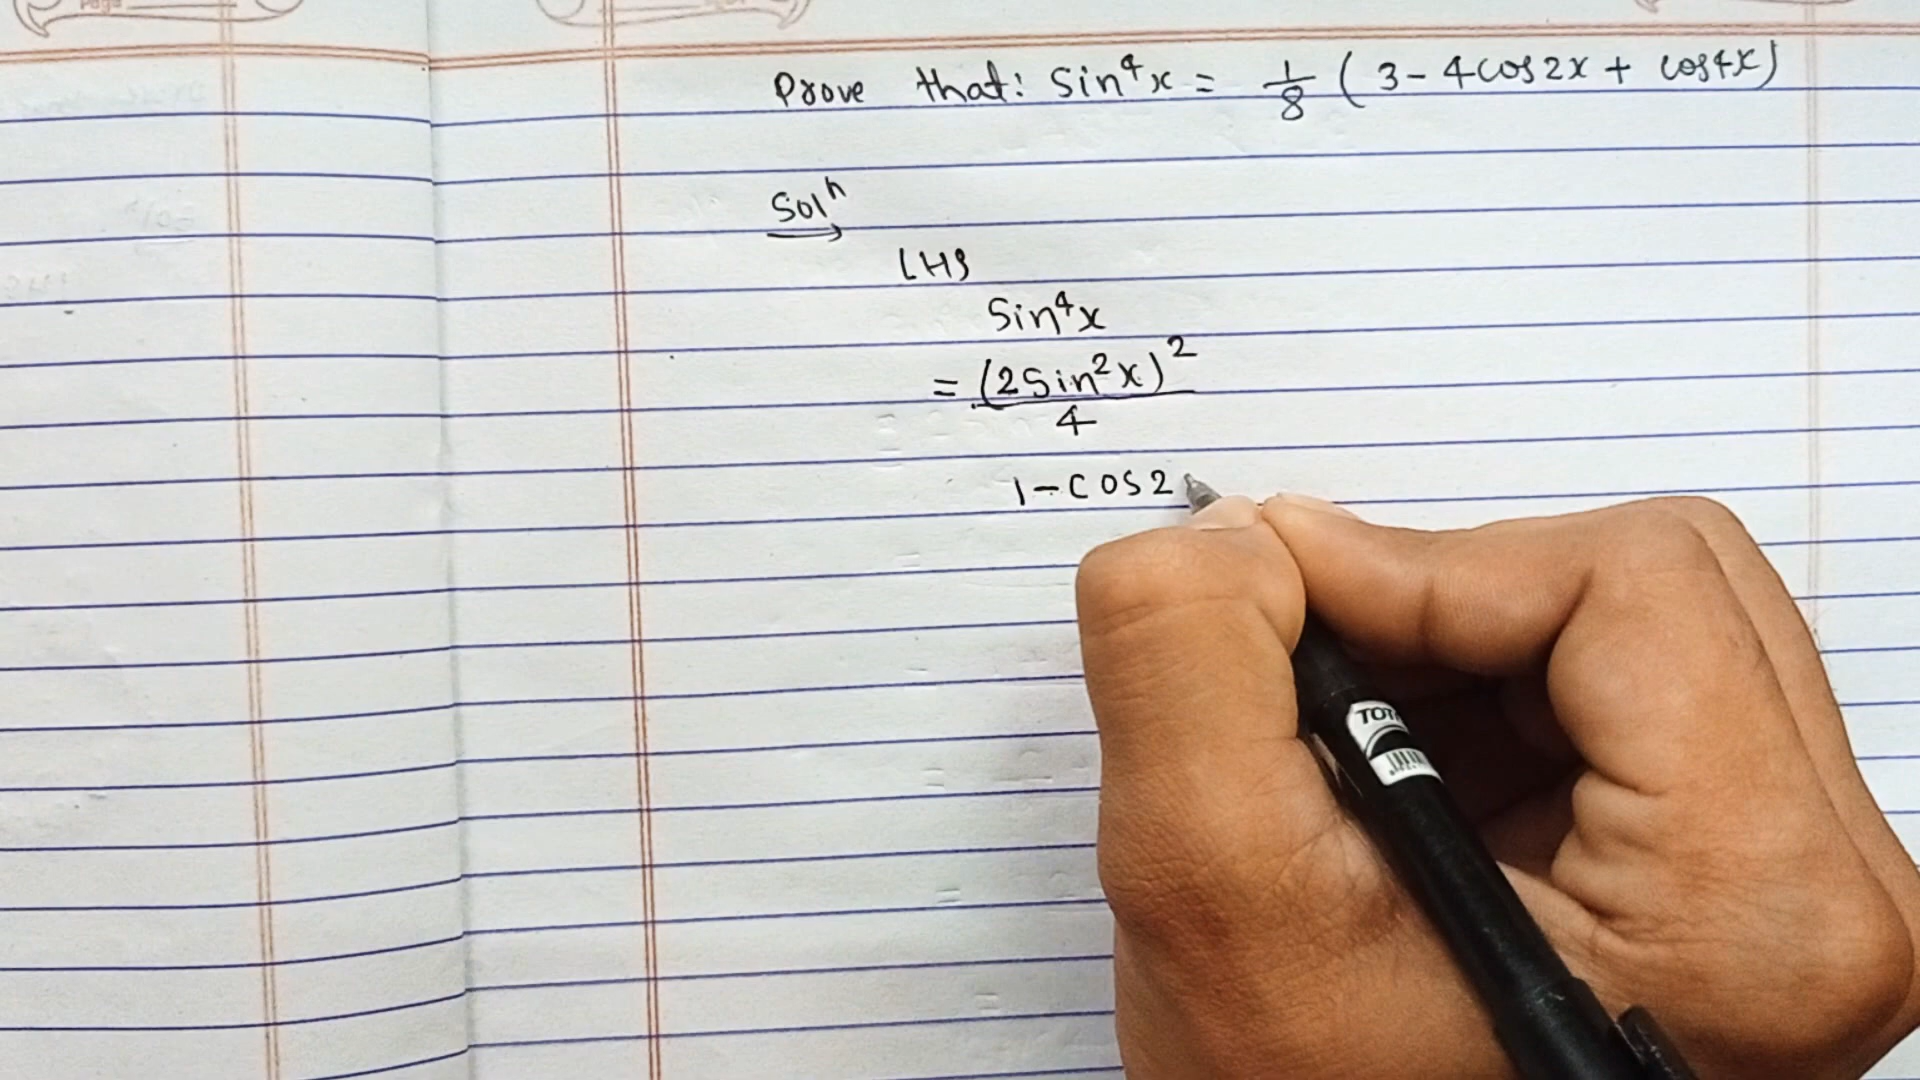 Prove that: Sin⁴x = 1/8 (3 - 4cos2x + cos4x)
Solⁿ
LHS
Sin⁴x
= (2Sin²x)²/4
1 - cos2